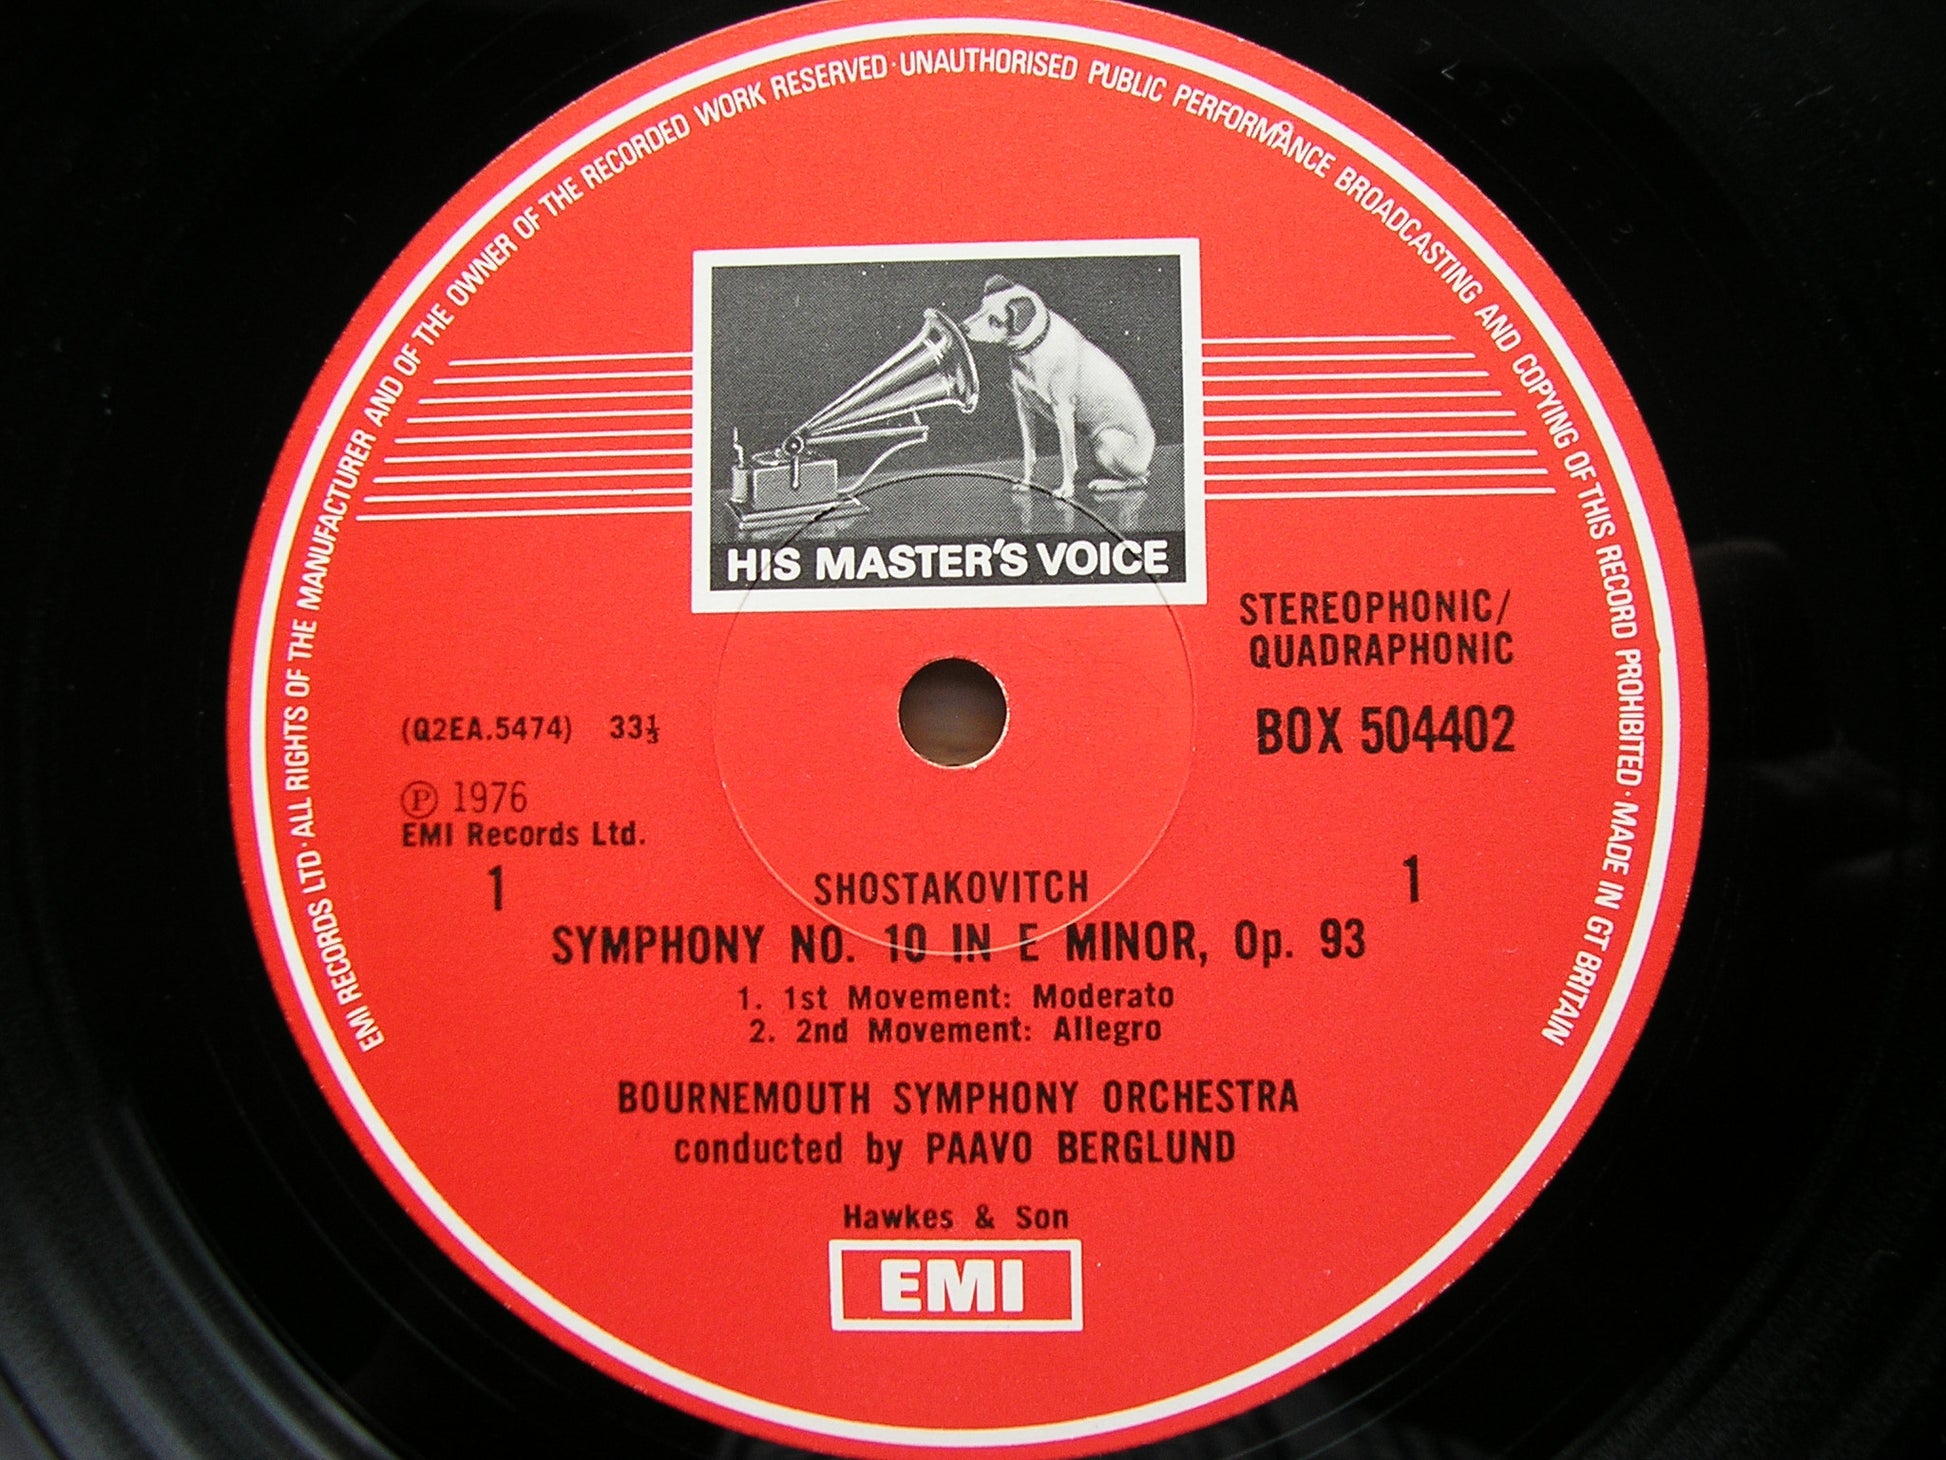 EMI RECORDS LTD · ALL RIGHTS OF THE MANUFACTURER AND OF THE OWNER OF THE RECORDED WORK RESERVED · UNAUTHORISED PUBLIC PERFORMANCE BROADCASTING AND COPYING OF THIS RECORD PROHIBITED · MADE IN GT BRITAIN
HIS MASTER'S VOICE
STEREOPHONIC/
QUADRAPHONIC
(Q2EA.5474) 33⅓
BOX 504402
℗ 1976
EMI Records Ltd.
1
1
SHOSTAKOVITCH
SYMPHONY NO. 10 IN E MINOR, Op. 93
1. 1st Movement: Moderato
2. 2nd Movement: Allegro
BOURNEMOUTH SYMPHONY ORCHESTRA
conducted by PAAVO BERGLUND
Hawkes & Son
EMI